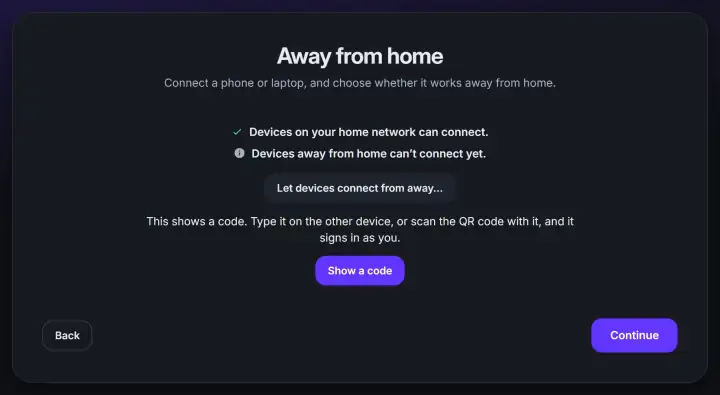 Away from home
Connect a phone or laptop, and choose whether it works away from home.
Devices on your home network can connect.
Devices away from home can’t connect yet.
Let devices connect from away...
This shows a code. Type it on the other device, or scan the QR code with it, and it
signs in as you.
Show a code
Back
Continue